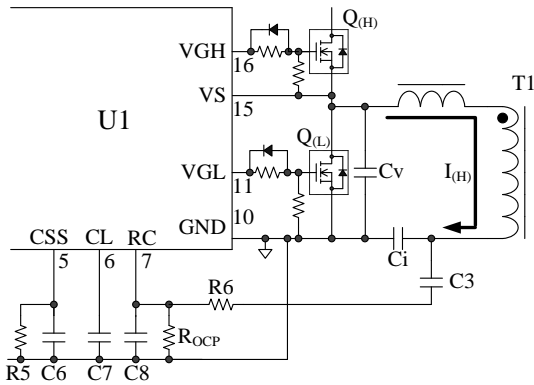 Q(H)
VGH
16
T1
VS
15
U1
Q(L)
VGL
11
Cv
I(H)
10
GND
CSS
CL
RC
5
6
7
Ci
C3
R6
ROCP
R5
C6
C7
C8